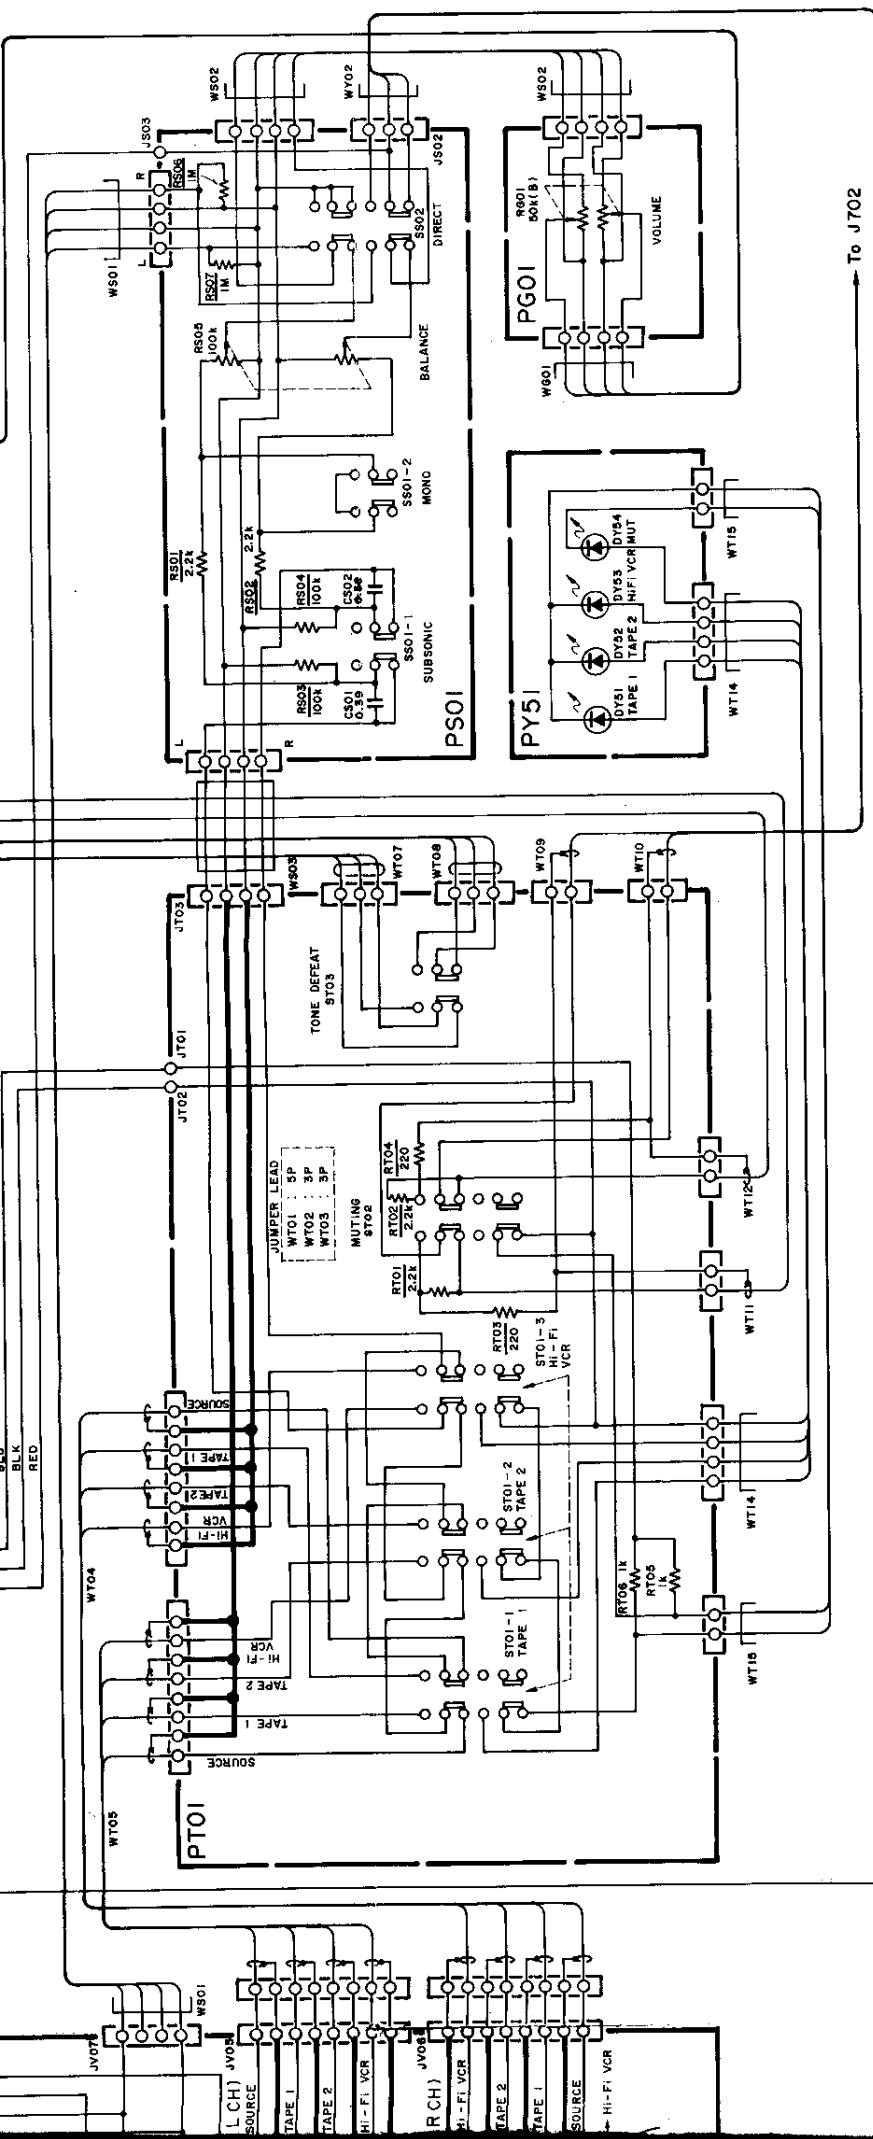 WS02
WY02
WS02
JS03
JS02
R
RS06
1M
L
WS01
RS07
1M
SS02
DIRECT
RG01
50k(B)
VOLUME
PG01
WG01
To J702
RS05
100k
BALANCE
SS01-2
MONO
RS01
2.2k
RS02
2.2k
RS04
100k
CS02
SS01-1
SUBSONIC
RS03
100k
CS01
0.39
PS01
L
R
DY54
MUT
DY53
HiFi VCR
DY52
TAPE 2
DY51
TAPE 1
PY51
WT15
WT14
JT03
WS03
WT07
WT08
WT09
WT10
TONE DEFEAT
ST03
JT01
JT02
JUMPER LEAD
WT01 5P
WT02 3P
WT03 3P
MUTING
ST02
RT04
220
RT02
2.2k
RT01
2.2k
RT03
220
WT12
WT11
ST01-3
Hi-Fi
VCR
ST01-2
TAPE 2
ST01-1
TAPE 1
RT06 1k
RT05
1k
WT14
WT15
BLK
RED
SOURCE
TAPE 1
TAPE 2
VCR
Hi-Fi
WT04
VCR
Hi-Fi
TAPE 2
TAPE 1
SOURCE
WT05
PT01
WS01
JV07
JV05
JV06
LCH)
SOURCE
TAPE 1
TAPE 2
Hi-Fi VCR
RCH)
Hi-Fi VCR
TAPE 2
TAPE 1
SOURCE
Hi-Fi VCR